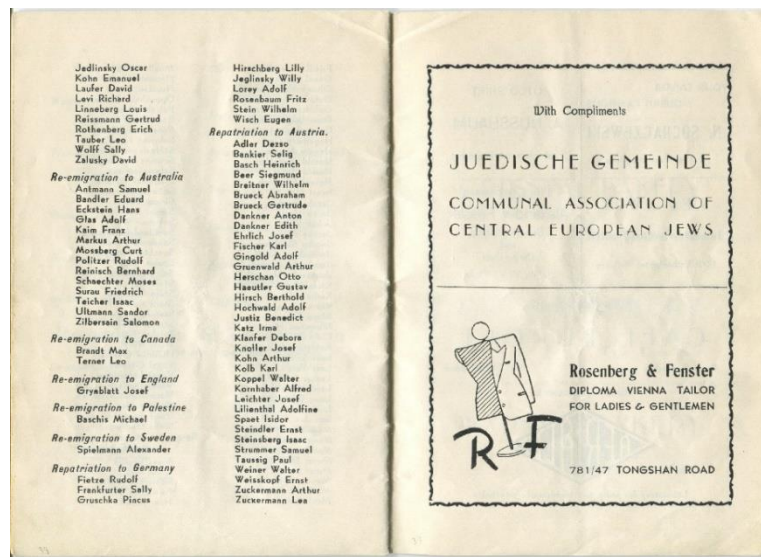 Jedlinsky Oscar
Kohn Emanuel
Laufer David
Levi Richard
Linneberg Louis
Reissmann Gertrud
Rothenberg Erich
Tauber Leo
Wolff Sally
Zalusky David
Re-emigration to Australia
Antmann Samuel
Bandler Eduard
Eckstein Hans
Glas Adolf
Kaim Franz
Markus Arthur
Mossberg Curt
Politzer Rudolf
Reinisch Bernhard
Schaechter Moses
Surau Friedrich
Teicher Isaac
Ultmann Sandor
Zilbersein Salomon
Re-emigration to Canada
Brandt Max
Terner Leo
Re-emigration to England
Grynblatt Josef
Re-emigration to Palestine
Baschis Michael
Re-emigration to Sweden
Spielmann Alexander
Repatriation to Germany
Fietze Rudolf
Frankfurter Sally
Gruschka Pincus
Hirschberg Lilly
Jeglinsky Willy
Lorey Adolf
Rosenbaum Fritz
Stein Wilhelm
Wisch Eugen
Repatriation to Austria.
Adler Dezso
Bankier Selig
Basch Heinrich
Beer Siegmund
Breitner Wilhelm
Brueck Abraham
Brueck Gertrude
Dankner Anton
Dankner Edith
Ehrlich Josef
Fischer Karl
Gingold Adolf
Gruenwald Arthur
Herschan Otto
Haeutler Gustav
Hirsch Berthold
Hochwald Adolf
Justiz Benedict
Katz Irma
Klanfer Debora
Knoller Josef
Kohn Arthur
Kolb Karl
Koppel Walter
Kornhaber Alfred
Leichter Josef
Lilienthal Adolfine
Spaet Isidor
Steindler Ernst
Steinsberg Isaac
Strummer Samuel
Taussig Paul
Weiner Walter
Weisskopf Ernst
Zuckermann Arthur
Zuckermann Lea
With Compliments
JUEDISCHE GEMEINDE
COMMUNAL ASSOCIATION OF
CENTRAL EUROPEAN JEWS
Rosenberg & Fenster
DIPLOMA VIENNA TAILOR
FOR LADIES & GENTLEMEN
R F
781/47 TONGSHAN ROAD